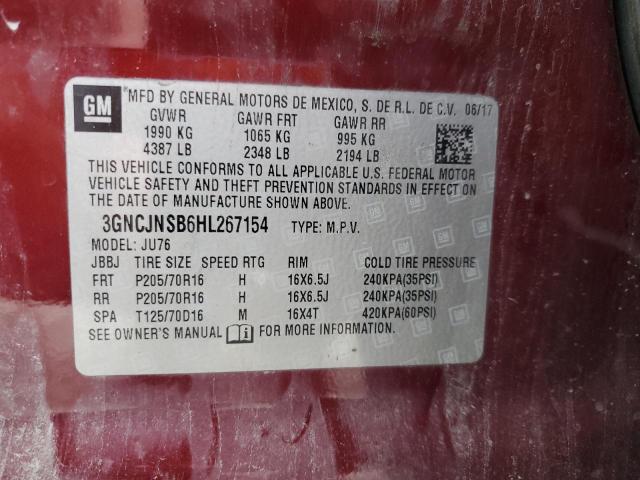 GM MFD BY GENERAL MOTORS DE MEXICO, S. DE R.L. DE C.V. 06/17
GVWR GAWR FRT GAWR RR
1990 KG 1065 KG 995 KG
4387 LB 2348 LB 2194 LB
THIS VEHICLE CONFORMS TO ALL APPLICABLE U.S. FEDERAL MOTOR
VEHICLE SAFETY AND THEFT PREVENTION STANDARDS IN EFFECT ON
THE DATE OF MANUFACTURE SHOWN ABOVE.
3GNCJNSB6HL267154 TYPE: M.P.V.
MODEL: JU76
JBBJ TIRE SIZE SPEED RTG RIM COLD TIRE PRESSURE
FRT P205/70R16 H 16X6.5J 240KPA(35PSI)
RR P205/70R16 H 16X6.5J 240KPA(35PSI)
SPA T125/70D16 M 16X4T 420KPA(60PSI)
SEE OWNER'S MANUAL FOR MORE INFORMATION